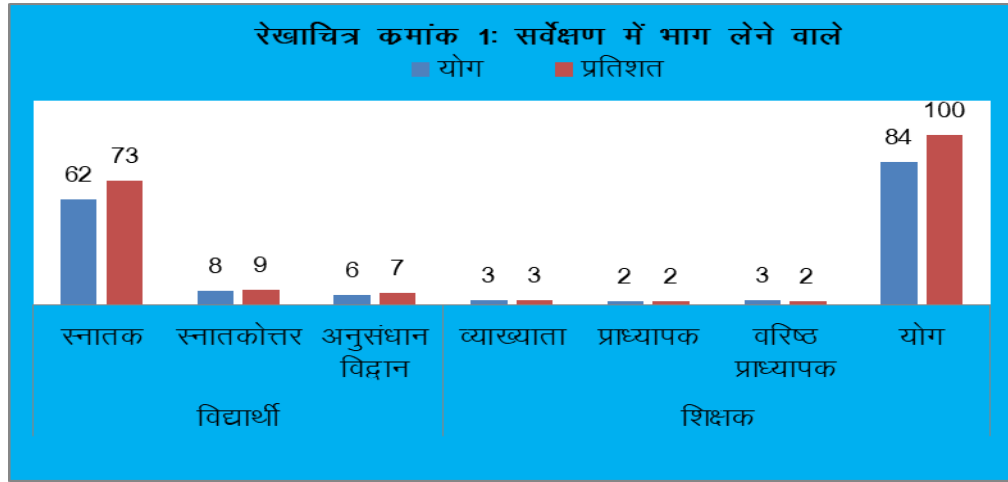 रेखाचित्र क्रमांक 1: सर्वेक्षण में भाग लेने वाले
योग प्रतिशत
62 73 8 9 6 7 3 3 2 2 3 2 84 100
स्नातक स्नातकोत्तर अनुसंधान विद्वान व्याख्याता प्राध्यापक वरिष्ठ प्राध्यापक योग
विद्यार्थी शिक्षक